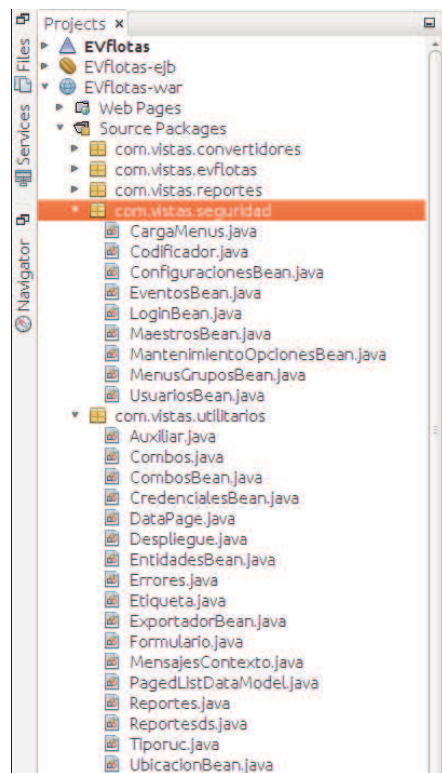 Projects ×
Files
Services
Navigator
EVflotas
EVflotas-ejb
EVflotas-war
Web Pages
Source Packages
com.vistas.convertidores
com.vistas.evflotas
com.vistas.reportes
com.vistas.seguridad
CargaMenus.java
Codificador.java
ConfiguracionesBean.java
EventosBean.java
LoginBean.java
MaestrosBean.java
MantenimientoOpcionesBean.java
MenusGruposBean.java
UsuariosBean.java
com.vistas.utilitarios
Auxiliar.java
Combos.java
CombosBean.java
CredencialesBean.java
DataPage.java
Despliegue.java
EntidadesBean.java
Errores.java
Etiqueta.java
ExportadorBean.java
Formulario.java
MensajesContexto.java
PagedListDataModel.java
Reportes.java
Reportesds.java
Tiporuc.java
UbicacionBean.java